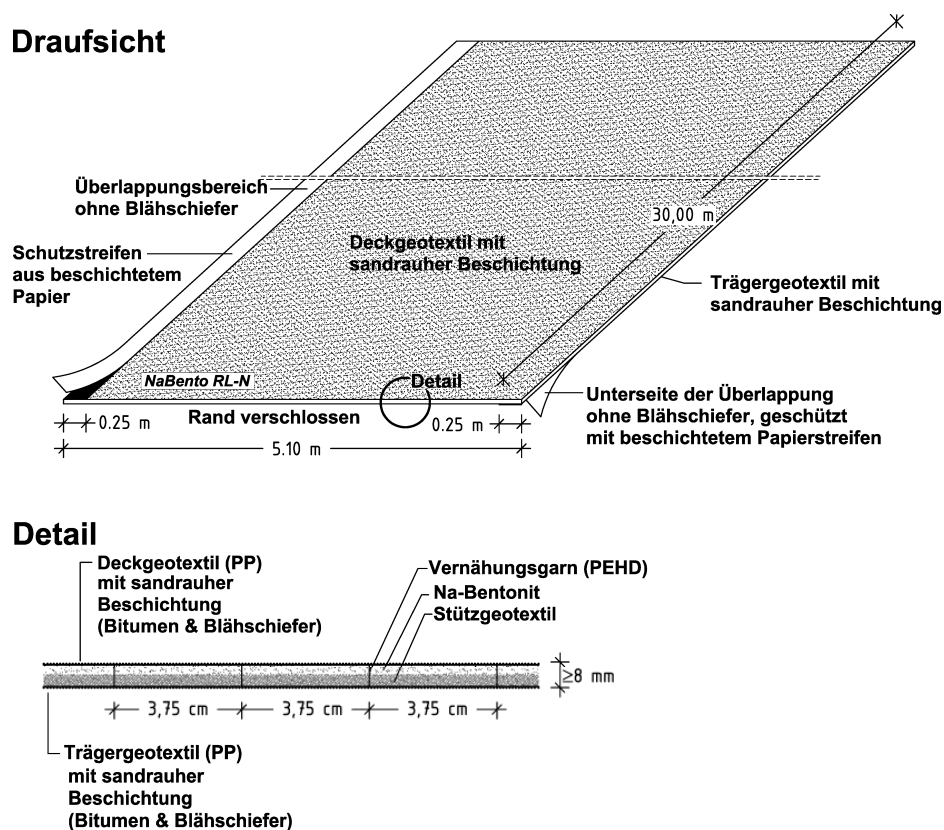 Draufsicht
Überlappungsbereich
ohne Blähschiefer
30,00 m
Schutzstreifen
aus beschichtetem
Papier
Deckgeotextil mit
sandrauher Beschichtung
Trägergeotextil mit
sandrauher Beschichtung
NaBento RL-N
Detail
Unterseite der Überlappung
ohne Blähschiefer, geschützt
mit beschichtetem Papierstreifen
0.25 m
Rand verschlossen
0.25 m
5.10 m
Detail
Deckgeotextil (PP)
mit sandrauher
Beschichtung
(Bitumen & Blähschiefer)
Vernähungsgarn (PEHD)
Na-Bentonit
Stützgeotextil
≥8 mm
3,75 cm
3,75 cm
3,75 cm
Trägergeotextil (PP)
mit sandrauher
Beschichtung
(Bitumen & Blähschiefer)